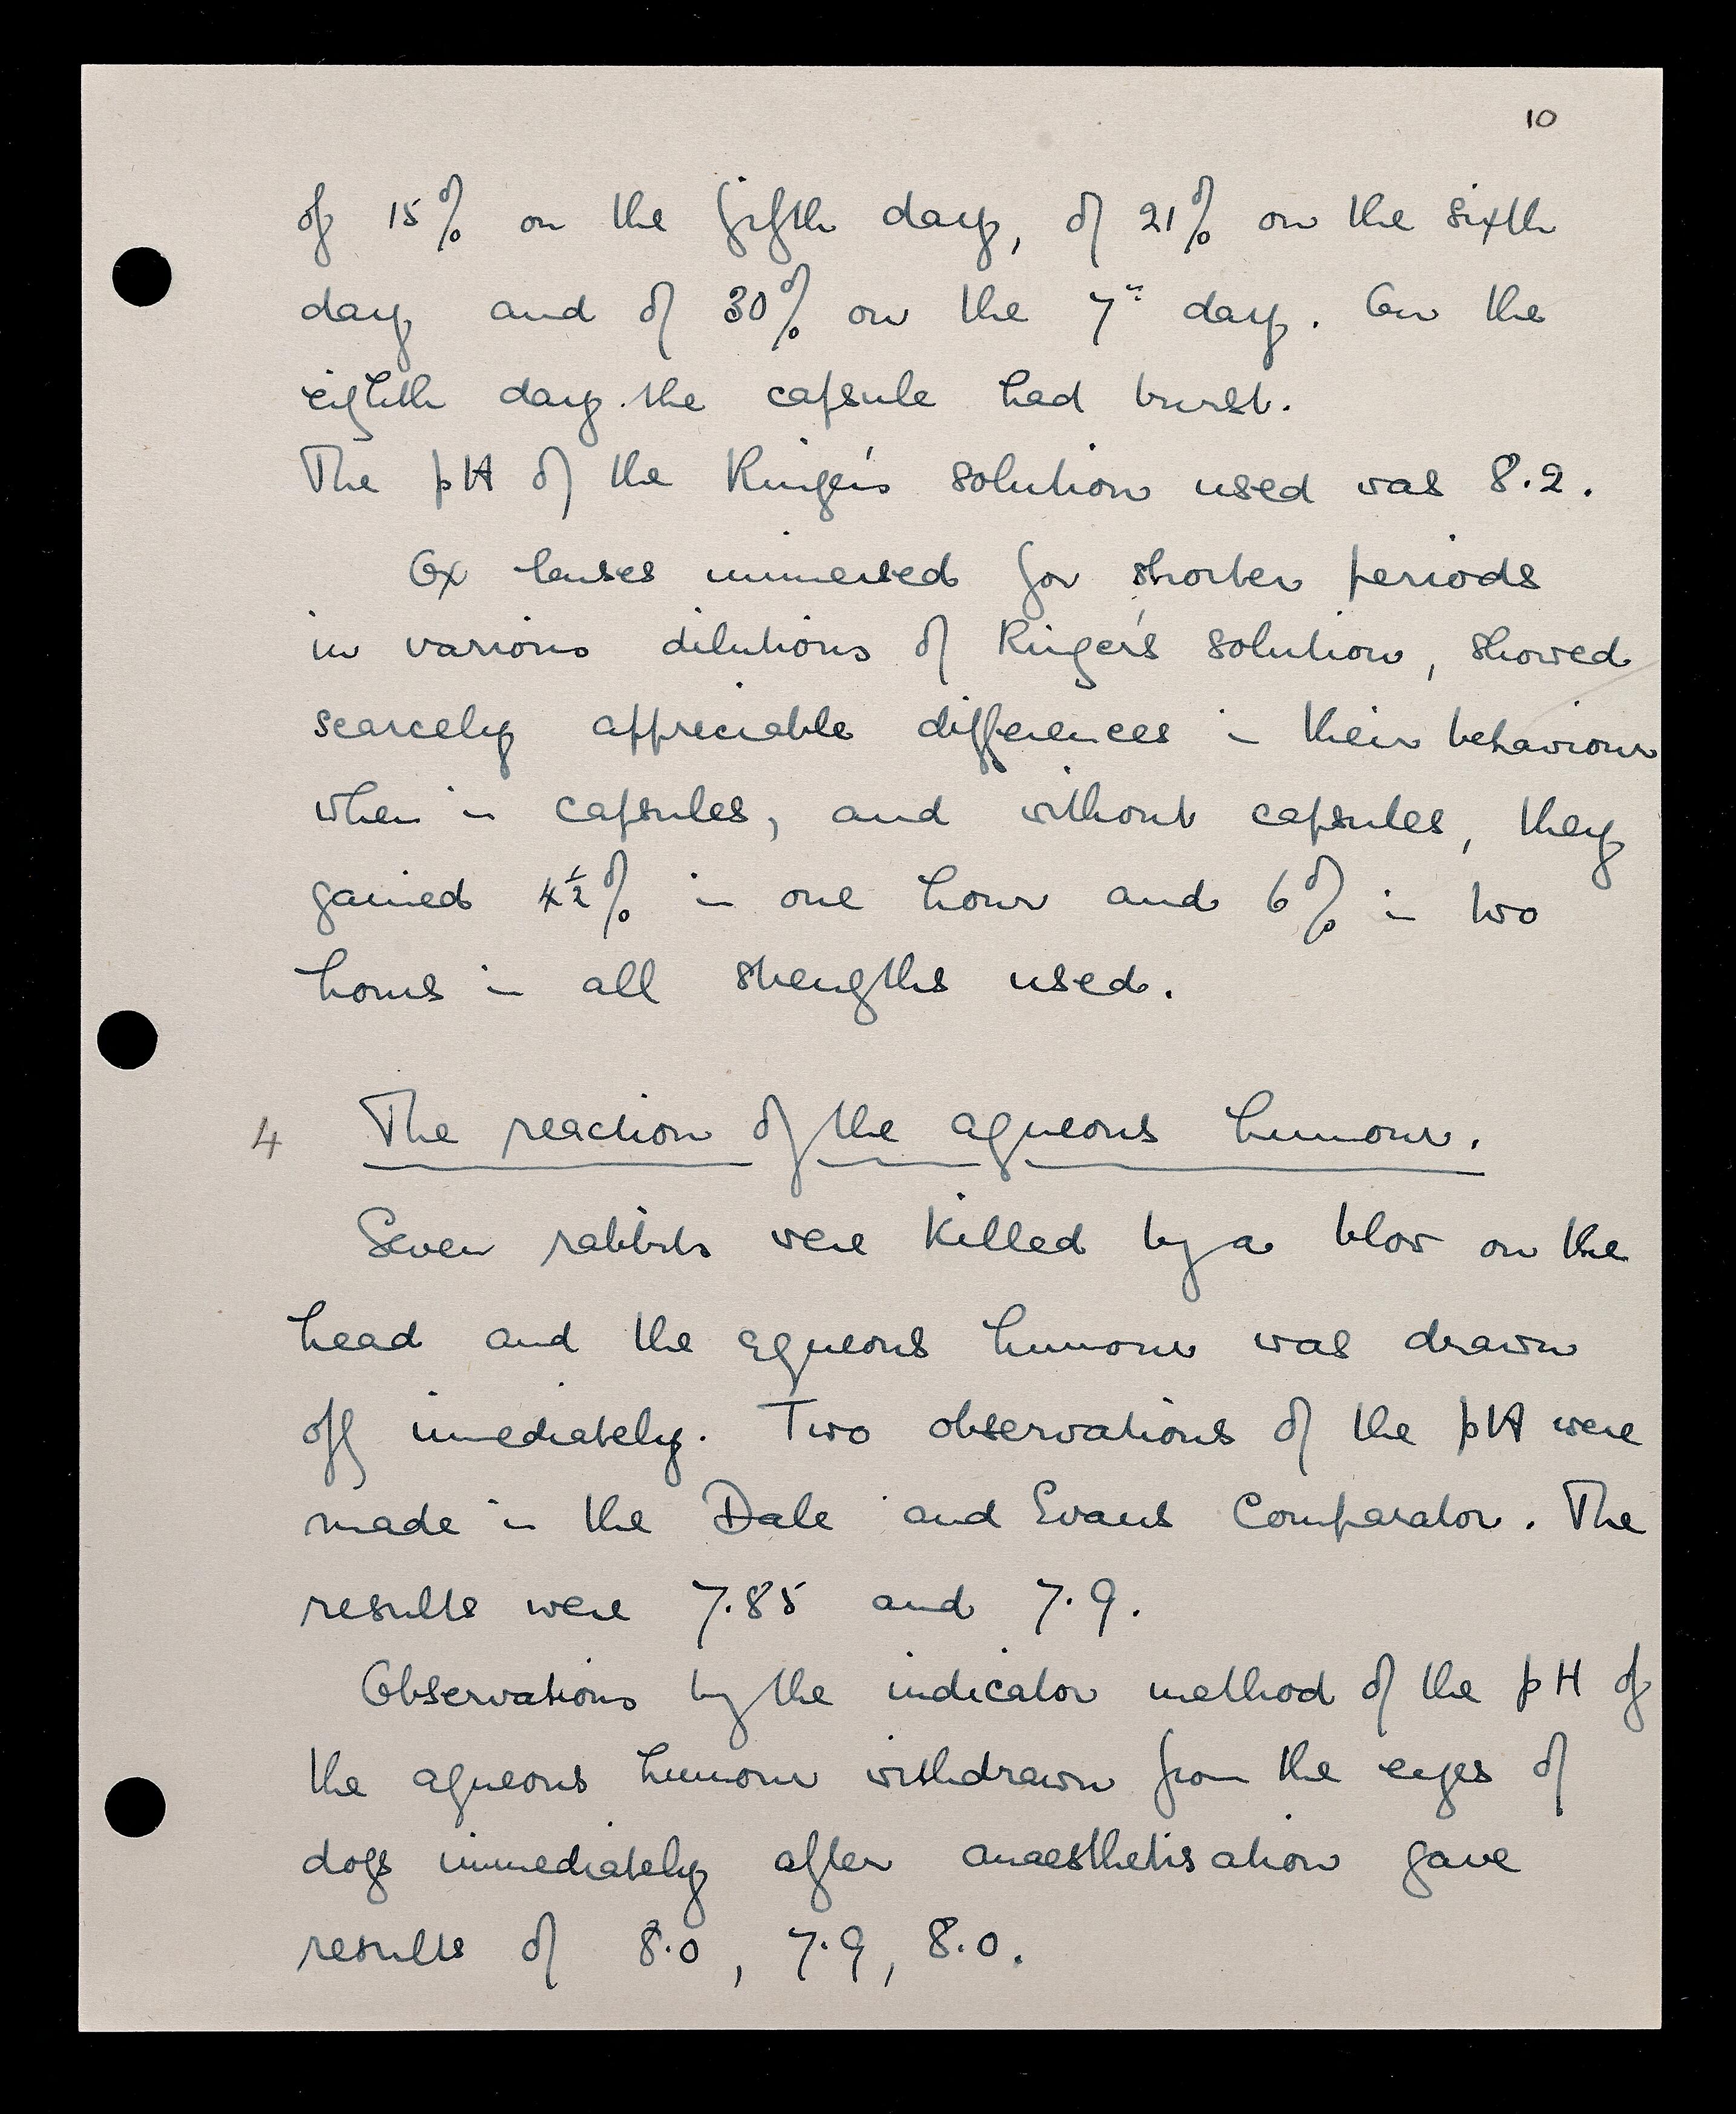 10
of 15% on the fifth day, of 21% on the sixth
day and of 30% on the 7th day. On the
eighth day the capsule had burst.
The pH of the Ringer's solution used was 8.2.
Ox lenses immersed for shorter periods
in various dilutions of Ringer's solution, showed
scarcely appreciable differences in their behaviour
when in capsules, and without capsules, they
gained 4½% in one hour and 6% in two
hours in all strengths used.
4 The reaction of the aqueous humour.
Seven rabbits were killed by a blow on the
head and the aqueous humour was drawn
off immediately. Two observations of the pH were
made in the Dale and Evans Comparator. The
results were 7.85 and 7.9.
Observations by the indicator method of the pH of
the aqueous humour withdrawn from the eyes of
dogs immediately after anaesthetisation gave
results of 8.0, 7.9, 8.0.